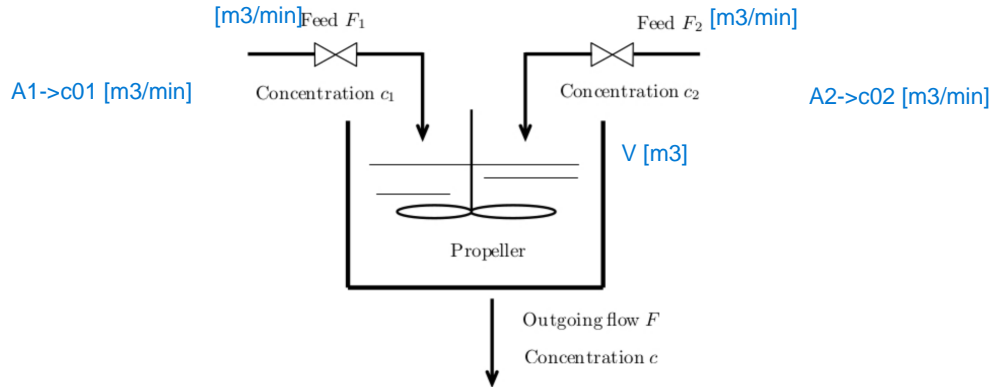 [m3/min]
Feed F₁
Feed F₂
[m3/min]
A1->c01 [m3/min]
Concentration c₁
Concentration c₂
A2->c02 [m3/min]
V [m3]
Propeller
Outgoing flow F
Concentration c